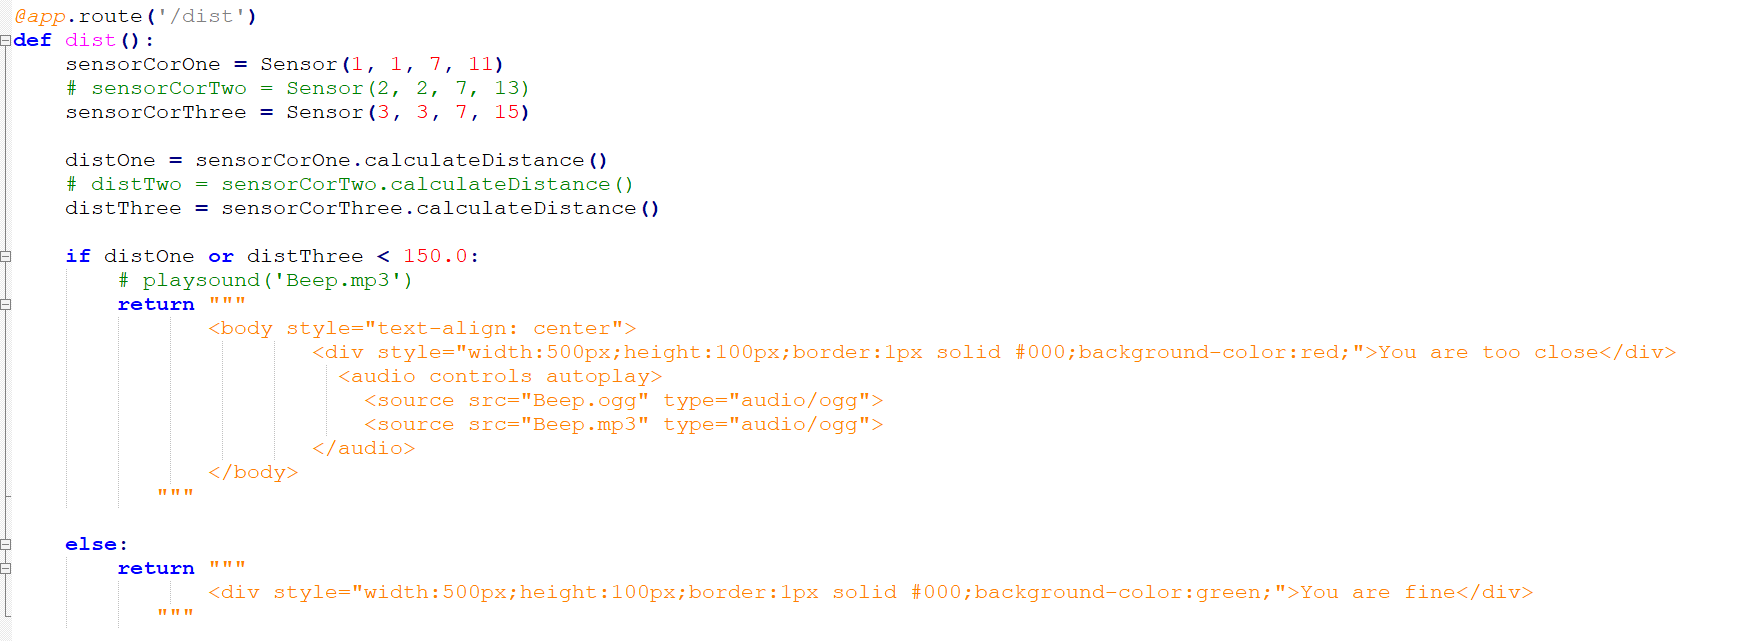 @app.route('/dist')
def dist():
    sensorCorOne = Sensor(1, 1, 7, 11)
    # sensorCorTwo = Sensor(2, 2, 7, 13)
    sensorCorThree = Sensor(3, 3, 7, 15)

    distOne = sensorCorOne.calculateDistance()
    # distTwo = sensorCorTwo.calculateDistance()
    distThree = sensorCorThree.calculateDistance()

    if distOne or distThree < 150.0:
        # playsound('Beep.mp3')
        return """
               <body style="text-align: center">
                       <div style="width:500px;height:100px;border:1px solid #000;background-color:red;">You are too close</div>
                         <audio controls autoplay>
                           <source src="Beep.ogg" type="audio/ogg">
                           <source src="Beep.mp3" type="audio/ogg">
                       </audio>
               </body>
           """

    else:
        return """
               <div style="width:500px;height:100px;border:1px solid #000;background-color:green;">You are fine</div>
           """